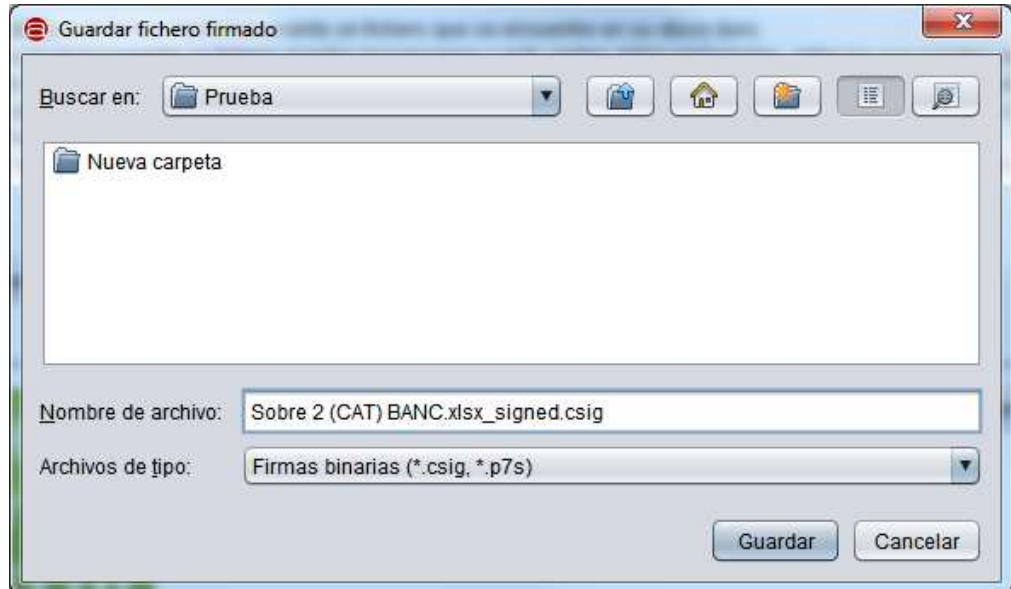 Guardar fichero firmado
Buscar en: Prueba
Nueva carpeta
Nombre de archivo: Sobre 2 (CAT) BANC.xlsx_signed.csig
Archivos de tipo: Firmas binarias (*.csig, *.p7s)
Guardar Cancelar